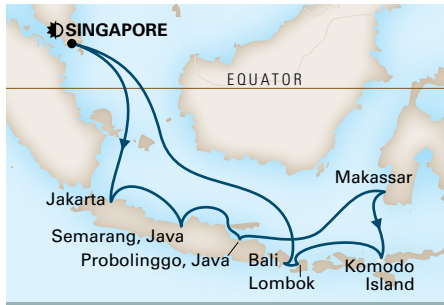 SINGAPORE
EQUATOR
Makassar
Jakarta
Semarang, Java
Probolinggo, Java
Bali
Lombok
Komodo
Island